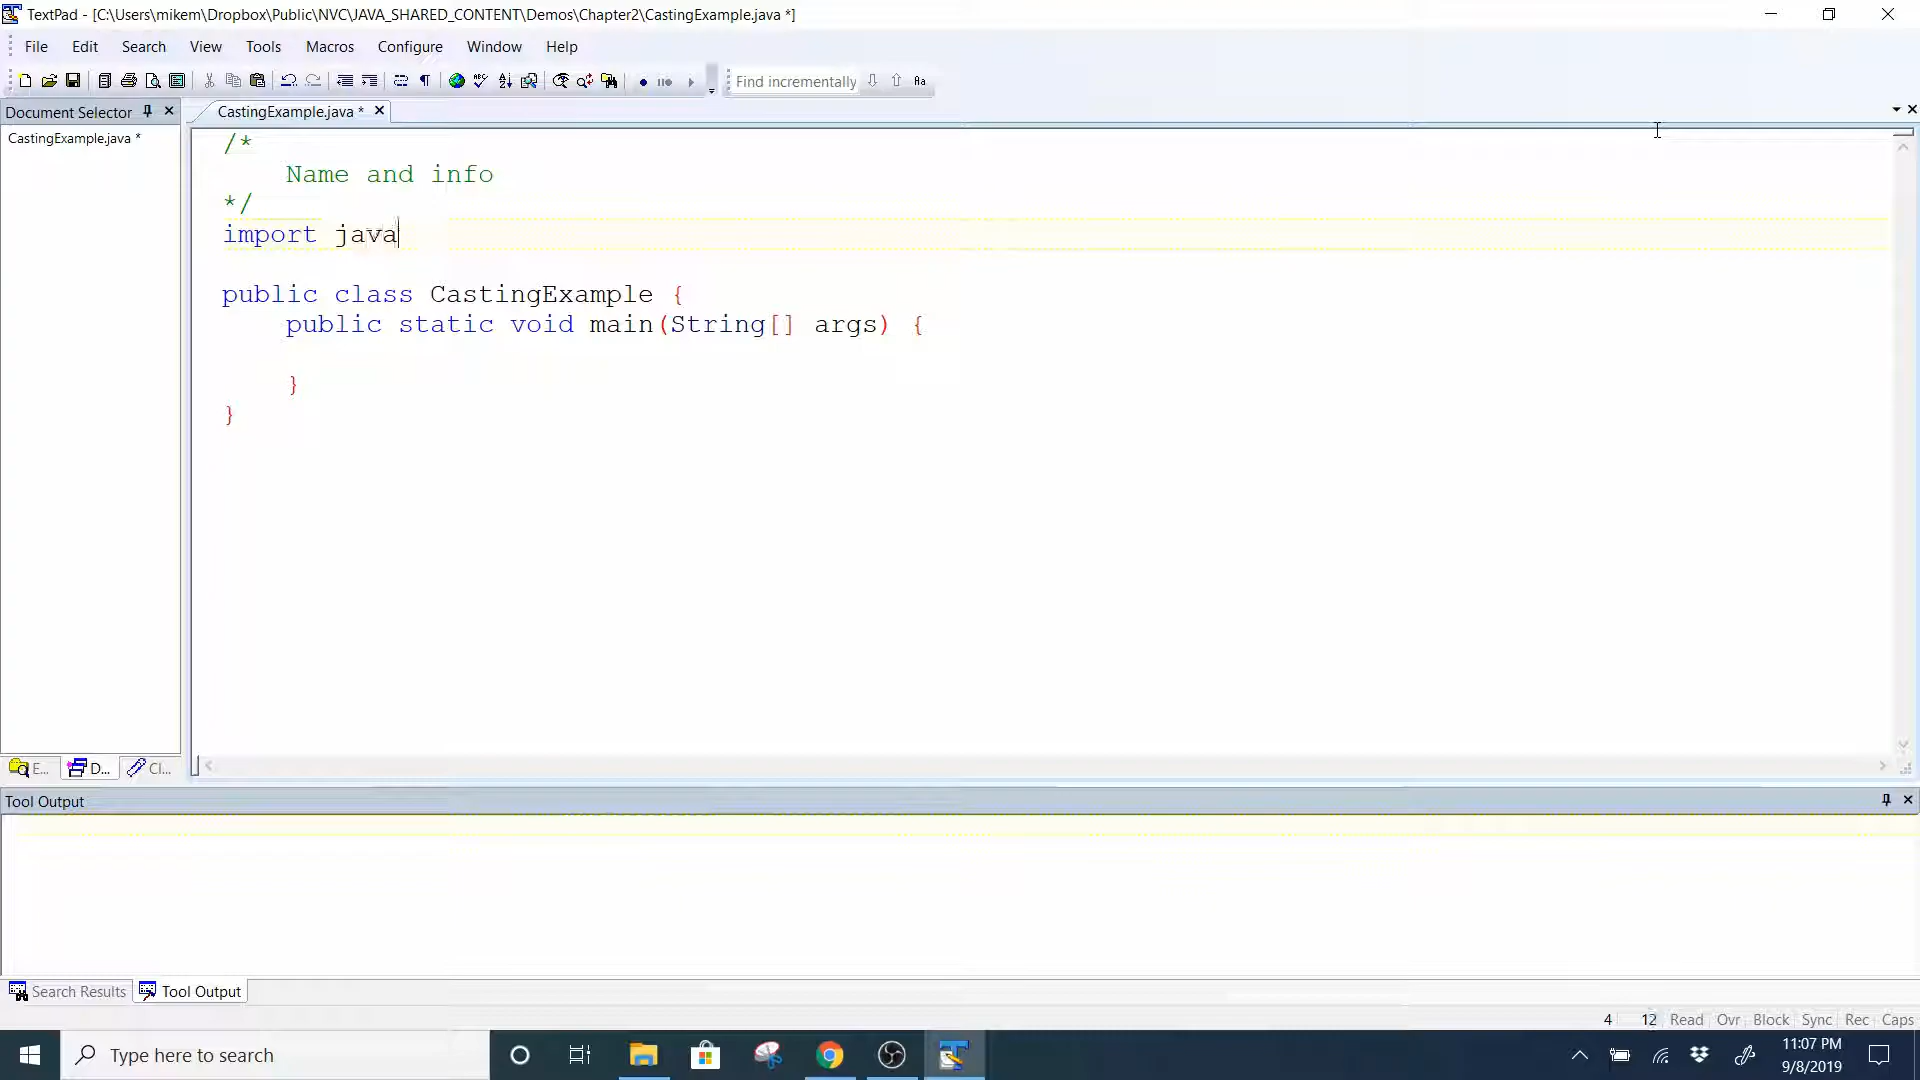 TextPad - [C:\Users\mikem\Dropbox\Public\NVC\JAVA_SHARED_CONTENT\Demos\Chapter2\CastingExample.java *]
File Edit Search View Tools Macros Configure Window Help
Find incrementally
Document Selector
CastingExample.java *
CastingExample.java *
/*
Name and info
*/
import java
public class CastingExample {
public static void main(String[] args) {
}
}
E... D... Cl...
Tool Output
Search Results Tool Output
4 12 Read Ovr Block Sync Rec Caps
Type here to search
11:07 PM
9/8/2019